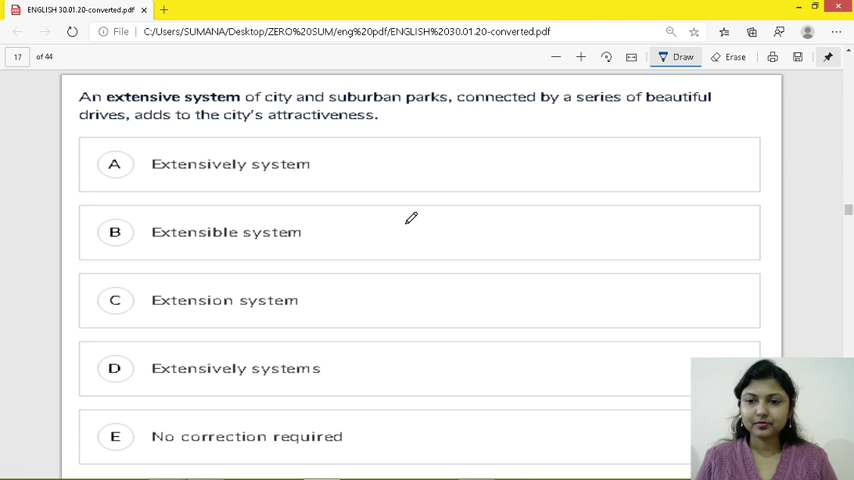 ENGLISH 30.01.20-converted.pdf
File | C:/Users/SUMANA/Desktop/ZERO%20SUM/eng%20pdf/ENGLISH%2030.01.20-converted.pdf
17 of 44
Draw
Erase
An extensive system of city and suburban parks, connected by a series of beautiful
drives, adds to the city's attractiveness.
A Extensively system
B Extensible system
C Extension system
D Extensively systems
E No correction required